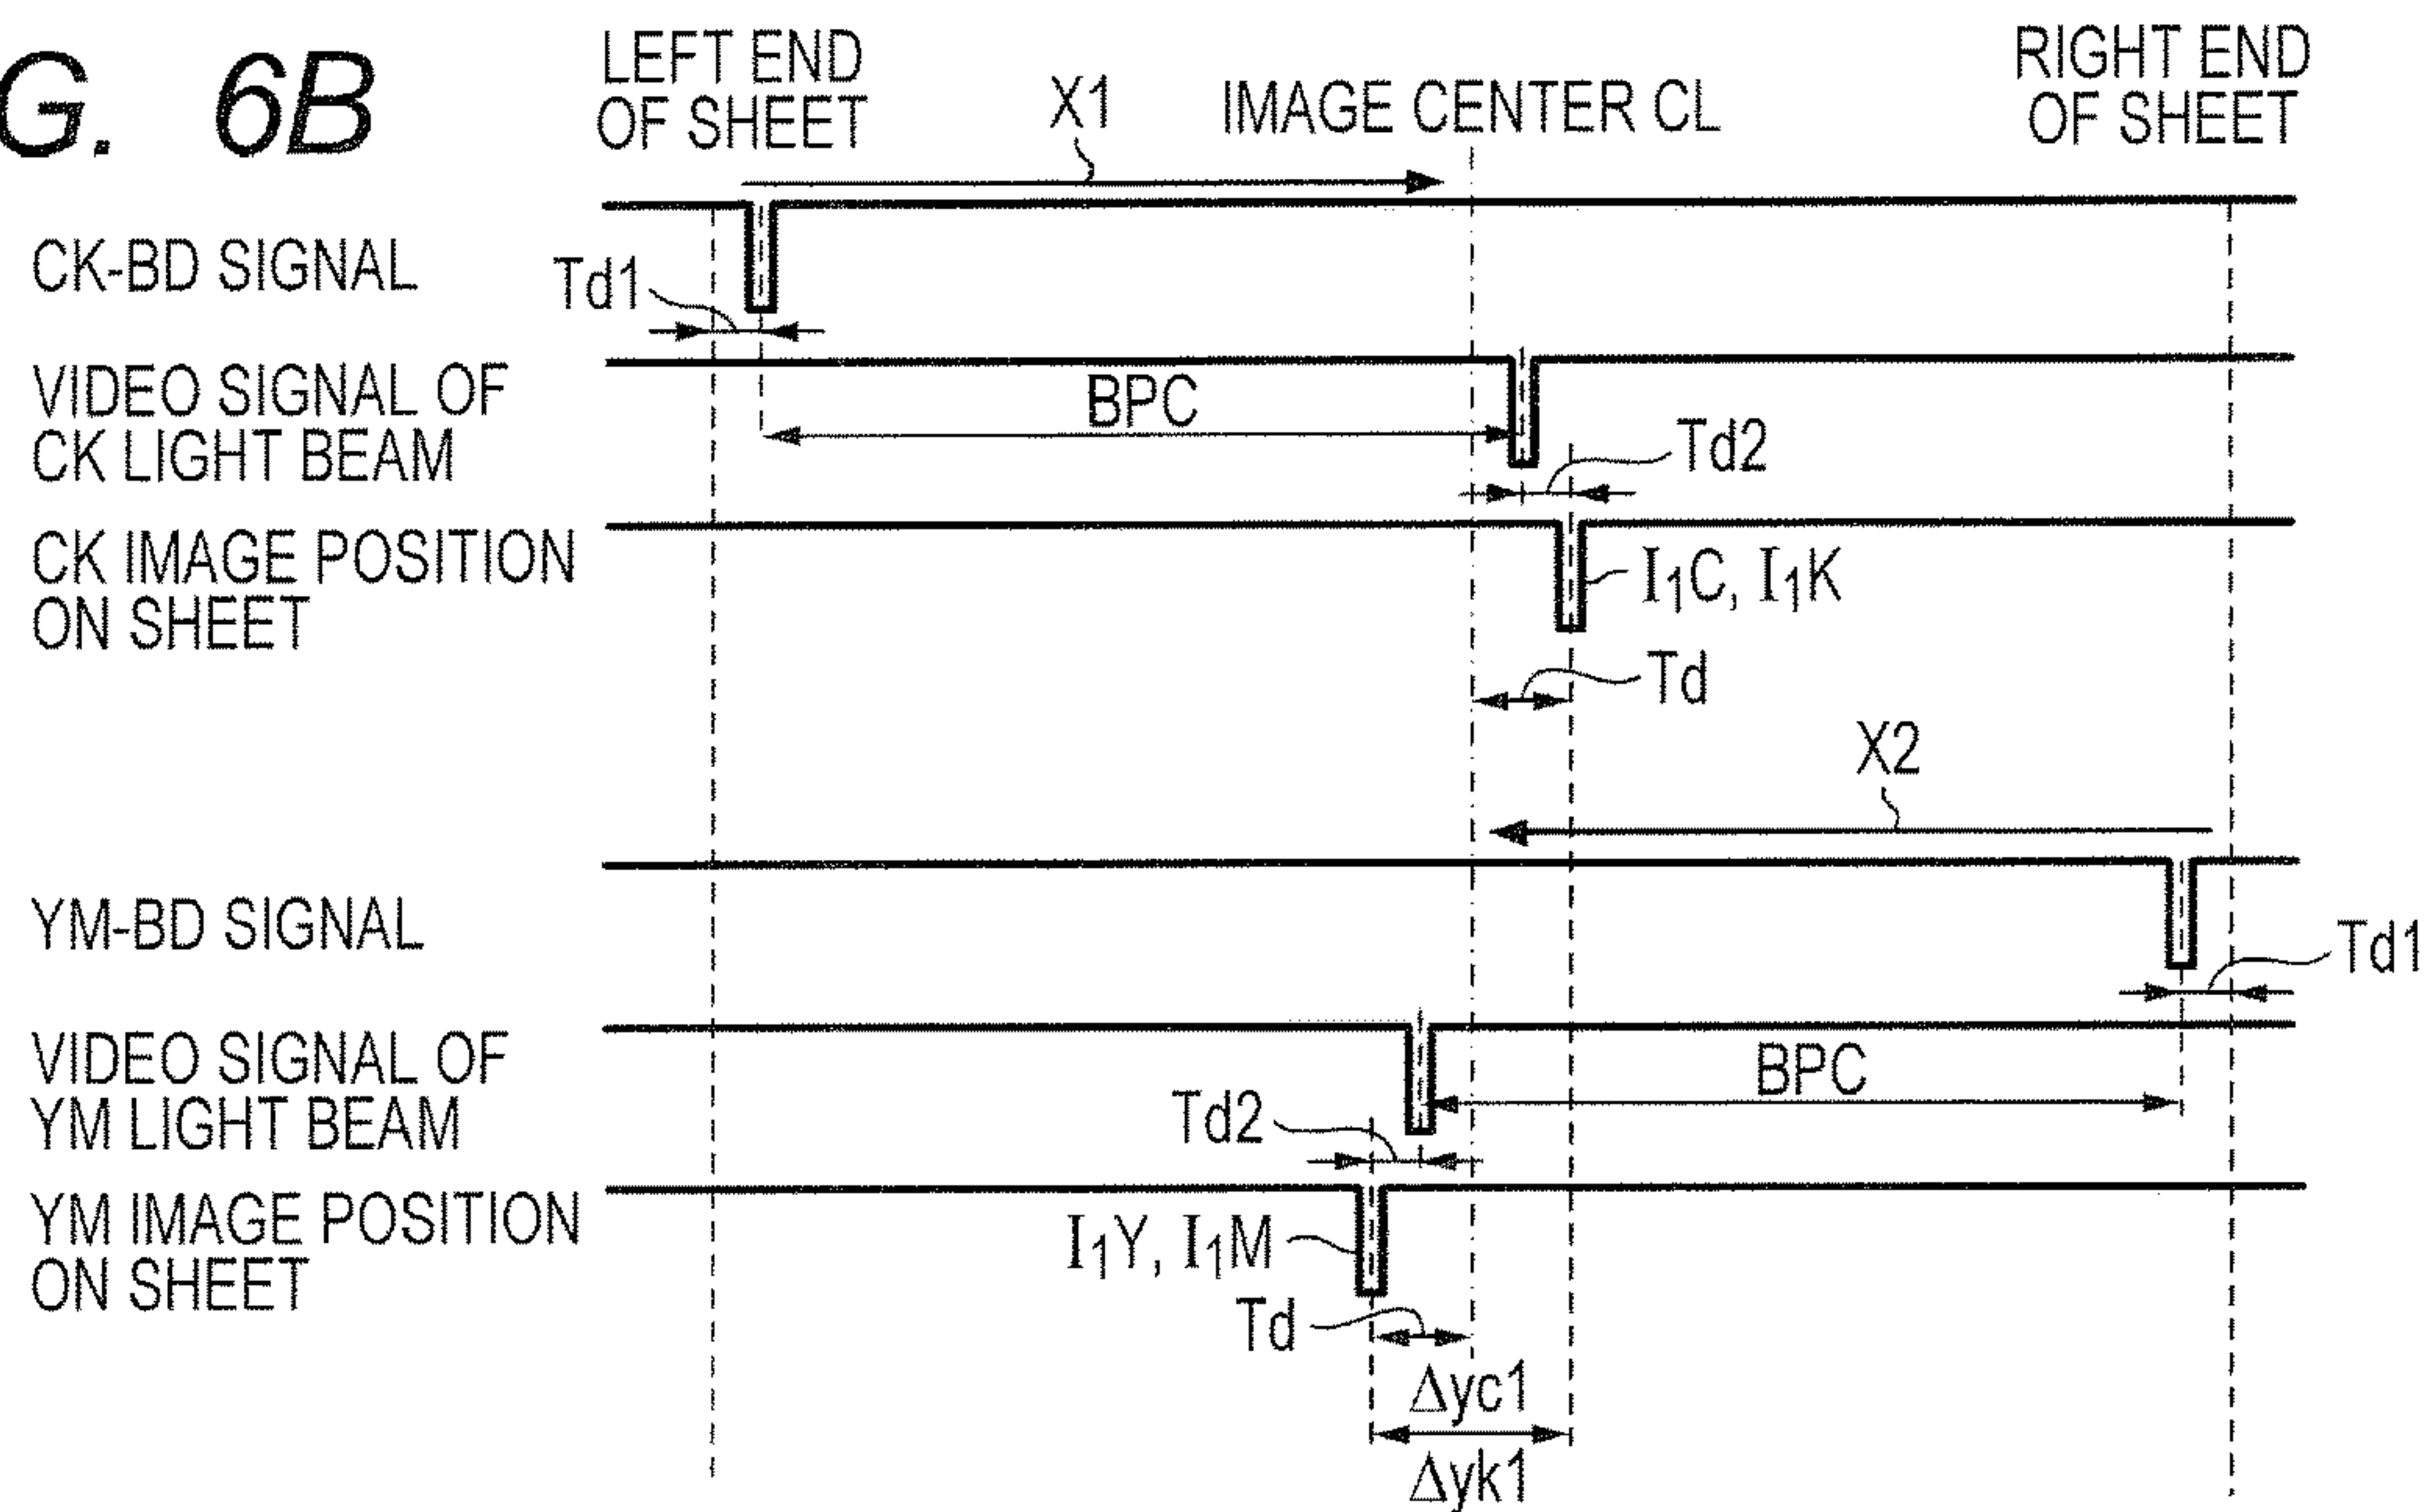 G. 6B
LEFT END
OF SHEET
X1
IMAGE CENTER CL
RIGHT END
OF SHEET
CK-BD SIGNAL
Td1
VIDEO SIGNAL OF
CK LIGHT BEAM
BPC
Td2
CK IMAGE POSITION
ON SHEET
I₁C, I₁K
Td
X2
YM-BD SIGNAL
Td1
VIDEO SIGNAL OF
YM LIGHT BEAM
BPC
Td2
YM IMAGE POSITION
ON SHEET
I₁Y, I₁M
Td
Δyc1
Δyk1